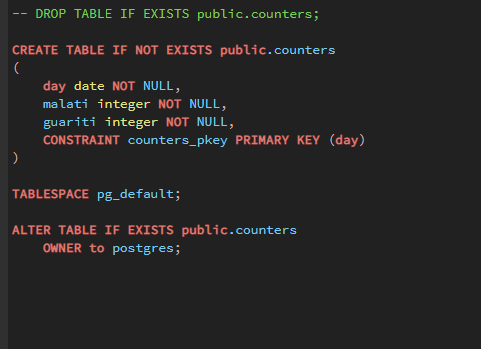 -- DROP TABLE IF EXISTS public.counters;
CREATE TABLE IF NOT EXISTS public.counters
(
day date NOT NULL,
malati integer NOT NULL,
guariti integer NOT NULL,
CONSTRAINT counters_pkey PRIMARY KEY (day)
)
TABLESPACE pg_default;
ALTER TABLE IF EXISTS public.counters
OWNER to postgres;